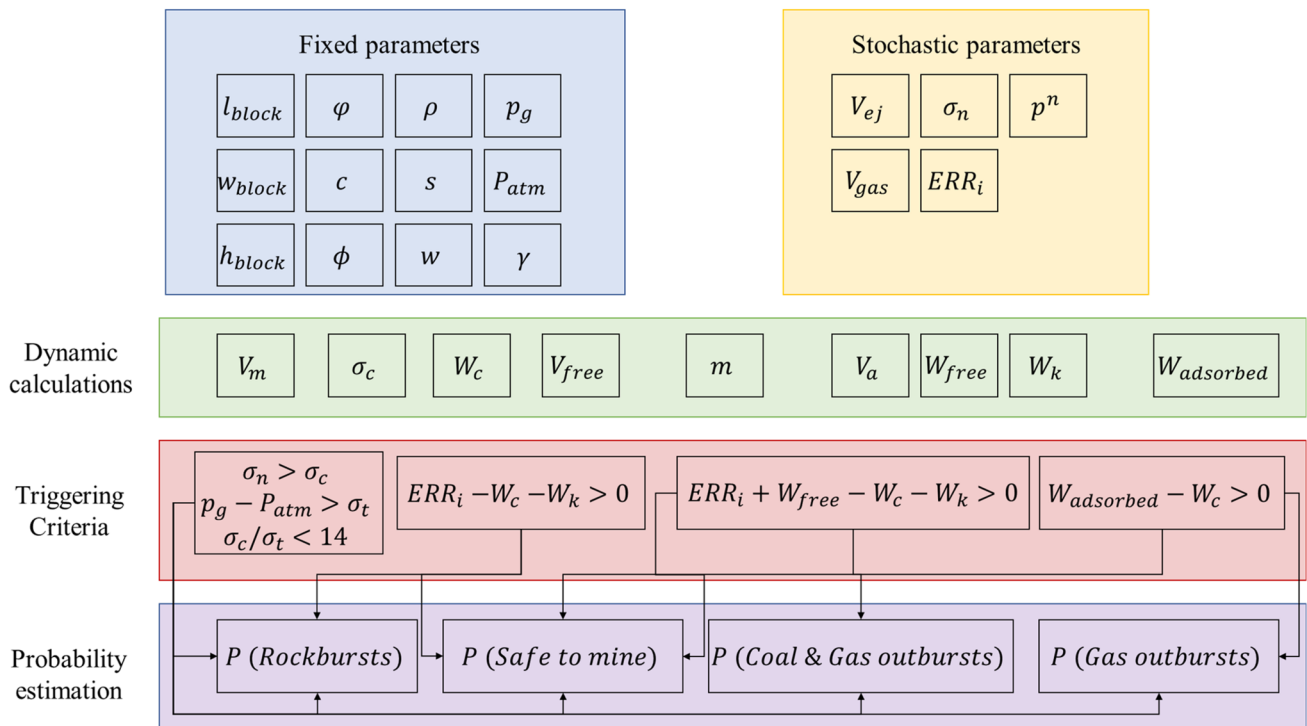 Fixed parameters
l_block φ ρ p_g
w_block c s P_atm
h_block ϕ w γ
Stochastic parameters
V_ej σ_n p^n
V_gas ERR_i
Dynamic
calculations
V_m σ_c W_c V_free m V_a W_free W_k W_adsorbed
Triggering
Criteria
σ_n > σ_c
p_g − P_atm > σ_t
σ_c/σ_t < 14
ERR_i −W_c −W_k > 0
ERR_i + W_free − W_c − W_k > 0
W_adsorbed − W_c > 0
Probability
estimation
P (Rockbursts)
P (Safe to mine)
P (Coal & Gas outbursts)
P (Gas outbursts)